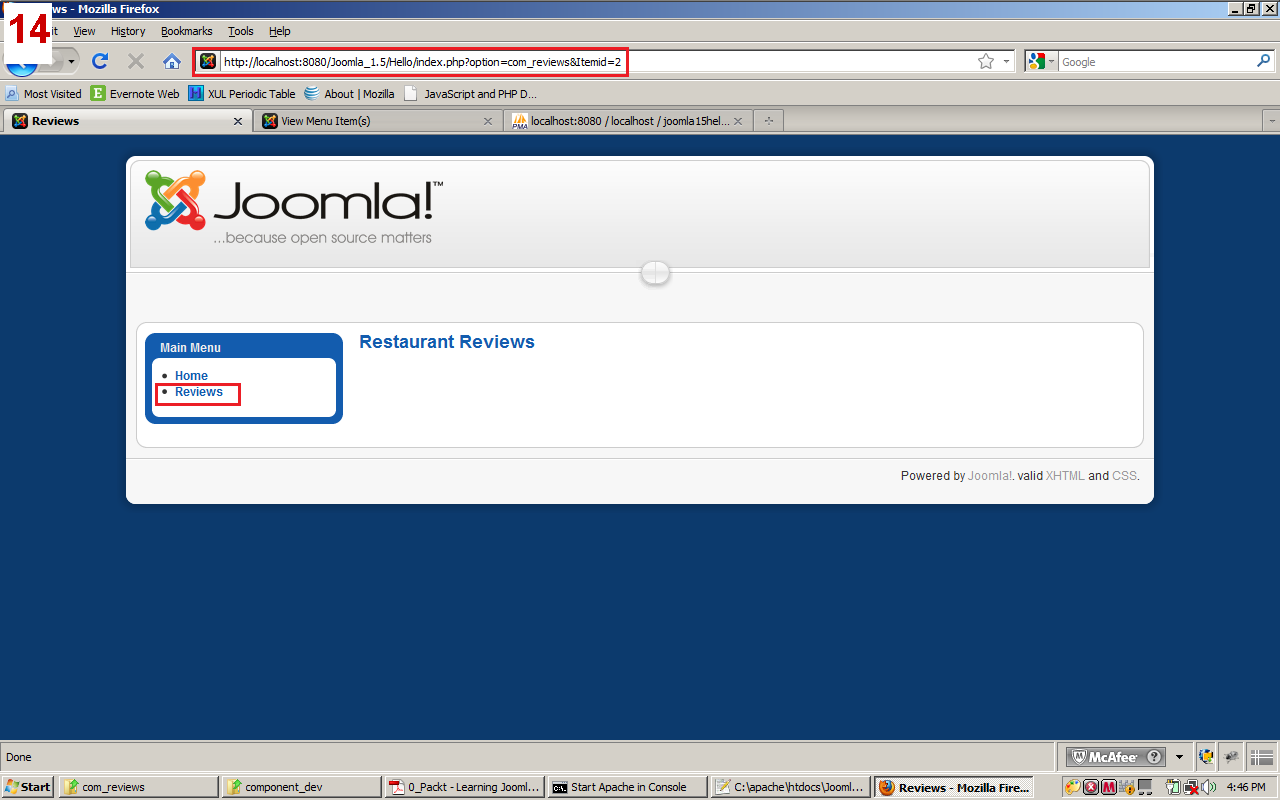 14
ws - Mozilla Firefox
it View History Bookmarks Tools Help
http://localhost:8080/Joomla_1.5/Hello/index.php?option=com_reviews&Itemid=2
Google
Most Visited Evernote Web XUL Periodic Table About | Mozilla JavaScript and PHP D...
Reviews View Menu Item(s) PMA localhost:8080 / localhost / joomla15hel...
Joomla!™
...because open source matters
Main Menu
Home
Reviews
Restaurant Reviews
Powered by Joomla!. valid XHTML and CSS.
Done
McAfee
Start com_reviews component_dev 0_Packt - Learning Jooml... Start Apache in Console C:\apache\htdocs\Jooml... Reviews - Mozilla Fire... 4:46 PM